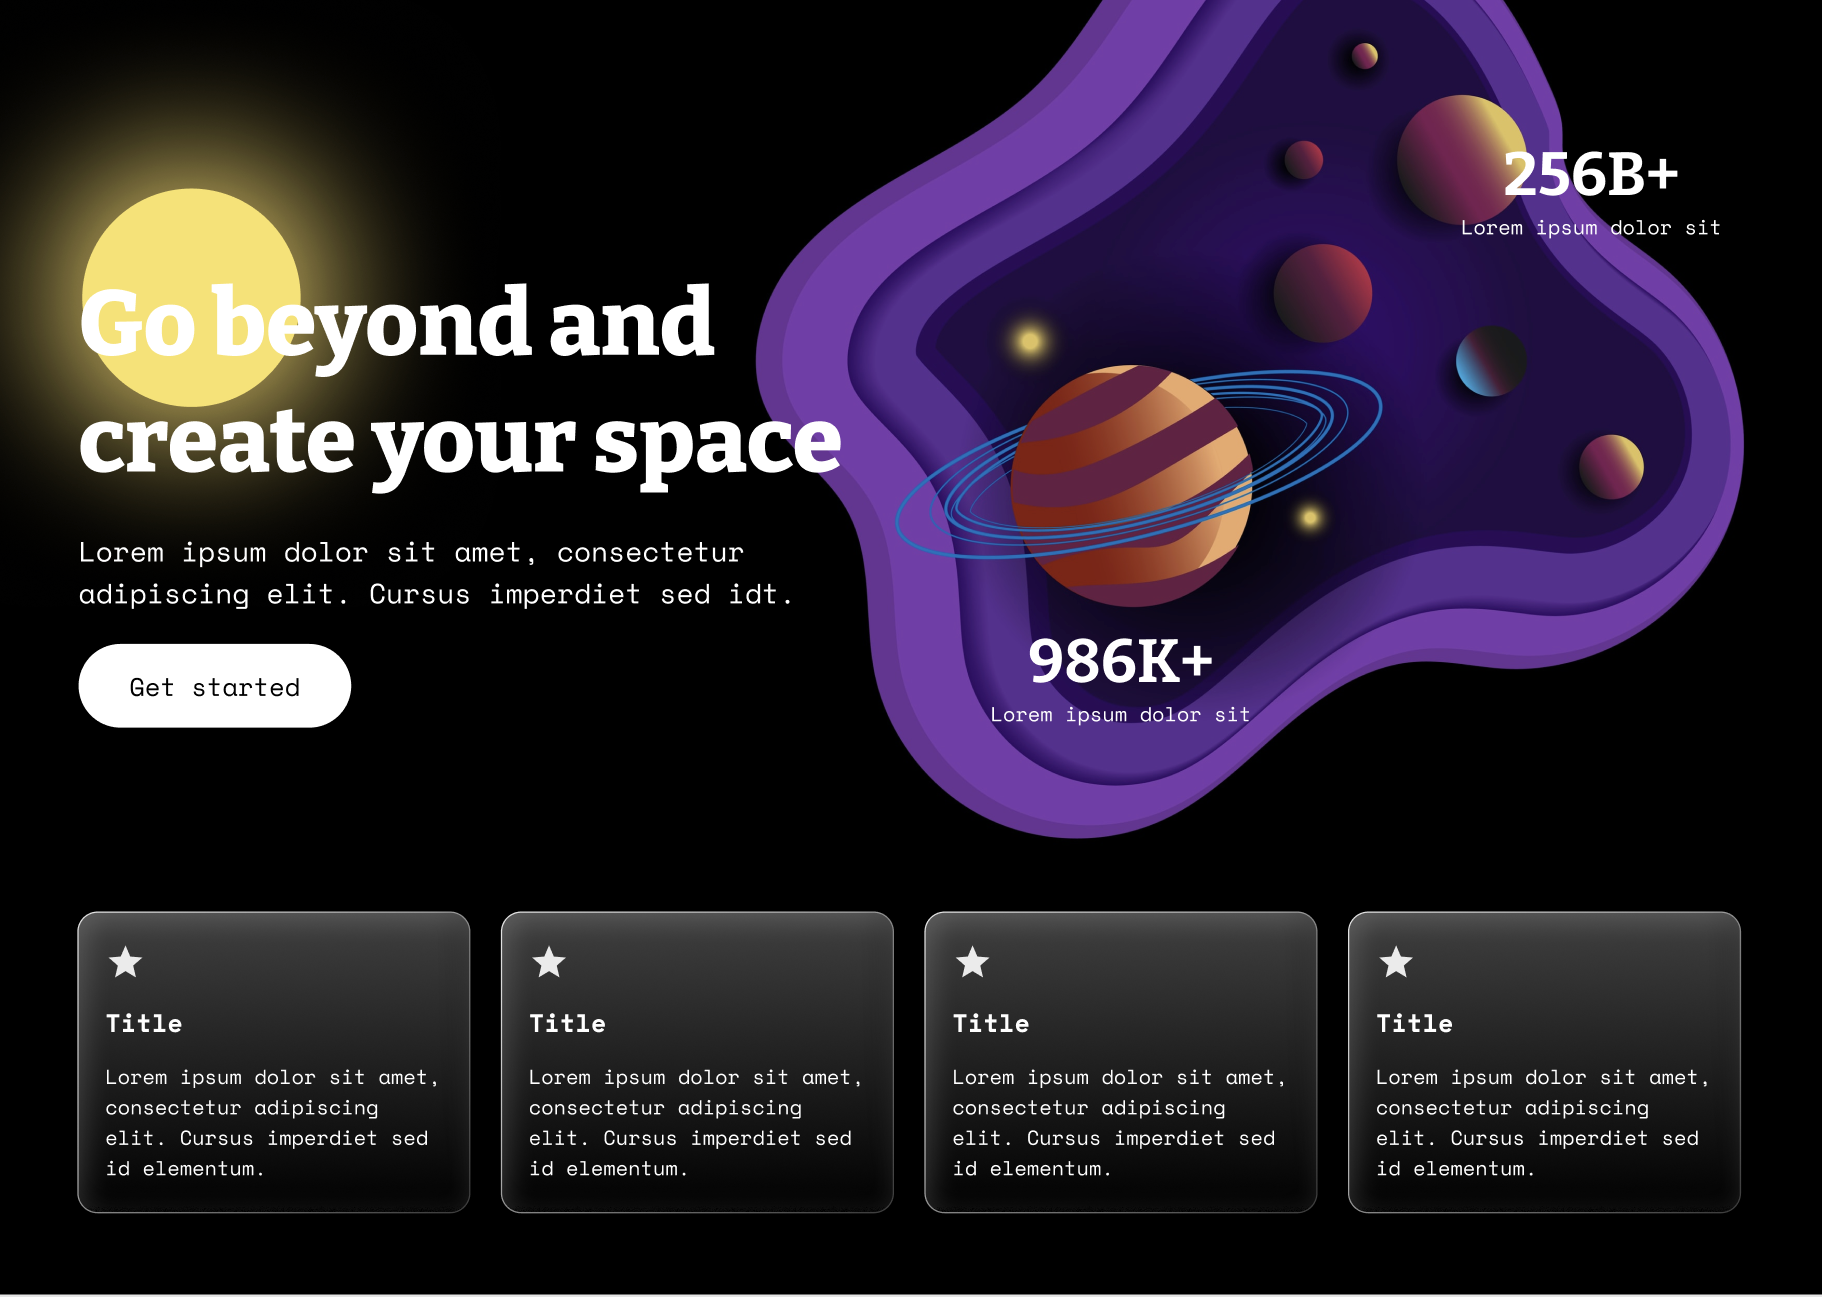 256B+
Lorem ipsum dolor sit
Go beyond and
create your space
Lorem ipsum dolor sit amet, consectetur
adipiscing elit. Cursus imperdiet sed idt.
Get started
986K+
Lorem ipsum dolor sit
Title
Lorem ipsum dolor sit amet,
consectetur adipiscing
elit. Cursus imperdiet sed
id elementum.
Title
Lorem ipsum dolor sit amet,
consectetur adipiscing
elit. Cursus imperdiet sed
id elementum.
Title
Lorem ipsum dolor sit amet,
consectetur adipiscing
elit. Cursus imperdiet sed
id elementum.
Title
Lorem ipsum dolor sit amet,
consectetur adipiscing
elit. Cursus imperdiet sed
id elementum.